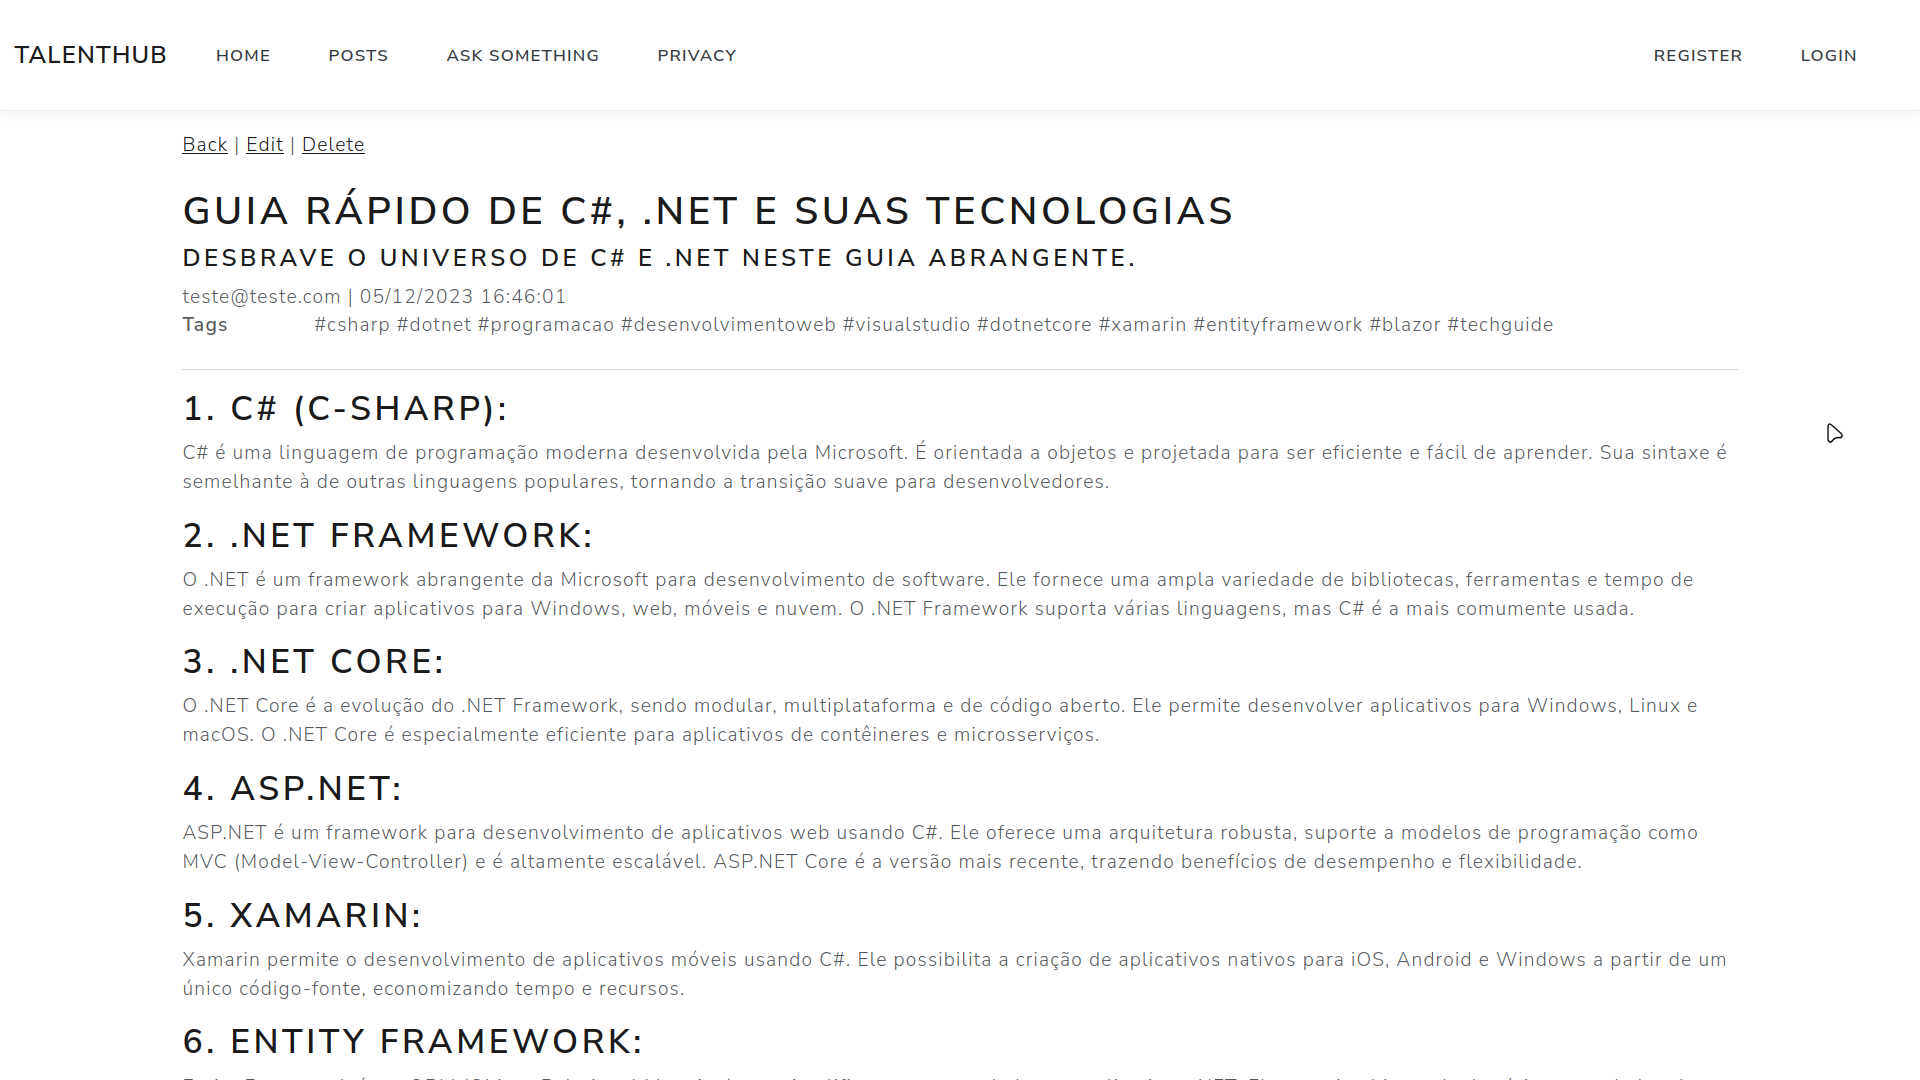 TALENTHUB HOME POSTS ASK SOMETHING PRIVACY REGISTER LOGIN
Back | Edit | Delete
GUIA RÁPIDO DE C#, .NET E SUAS TECNOLOGIAS
DESBRAVE O UNIVERSO DE C# E .NET NESTE GUIA ABRANGENTE.
teste@teste.com | 05/12/2023 16:46:01
Tags #csharp #dotnet #programacao #desenvolvimentoweb #visualstudio #dotnetcore #xamarin #entityframework #blazor #techguide
1. C# (C-SHARP):
C# é uma linguagem de programação moderna desenvolvida pela Microsoft. É orientada a objetos e projetada para ser eficiente e fácil de aprender. Sua sintaxe é
semelhante à de outras linguagens populares, tornando a transição suave para desenvolvedores.
2. .NET FRAMEWORK:
O .NET é um framework abrangente da Microsoft para desenvolvimento de software. Ele fornece uma ampla variedade de bibliotecas, ferramentas e tempo de
execução para criar aplicativos para Windows, web, móveis e nuvem. O .NET Framework suporta várias linguagens, mas C# é a mais comumente usada.
3. .NET CORE:
O .NET Core é a evolução do .NET Framework, sendo modular, multiplataforma e de código aberto. Ele permite desenvolver aplicativos para Windows, Linux e
macOS. O .NET Core é especialmente eficiente para aplicativos de contêineres e microsserviços.
4. ASP.NET:
ASP.NET é um framework para desenvolvimento de aplicativos web usando C#. Ele oferece uma arquitetura robusta, suporte a modelos de programação como
MVC (Model-View-Controller) e é altamente escalável. ASP.NET Core é a versão mais recente, trazendo benefícios de desempenho e flexibilidade.
5. XAMARIN:
Xamarin permite o desenvolvimento de aplicativos móveis usando C#. Ele possibilita a criação de aplicativos nativos para iOS, Android e Windows a partir de um
único código-fonte, economizando tempo e recursos.
6. ENTITY FRAMEWORK: